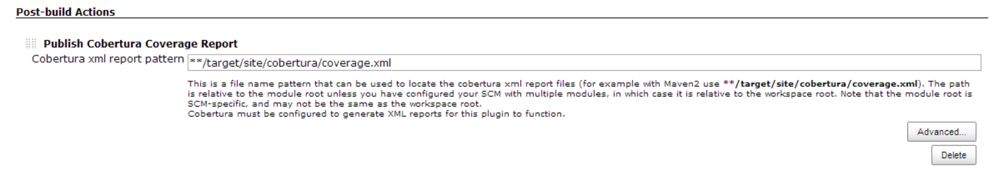 Post-build Actions
Publish Cobertura Coverage Report
Cobertura xml report pattern **/target/site/cobertura/coverage.xml
This is a file name pattern that can be used to locate the cobertura xml report files (for example with Maven2 use **/target/site/cobertura/coverage.xml). The path
is relative to the module root unless you have configured your SCM with multiple modules, in which case it is relative to the workspace root. Note that the module root is
SCM-specific, and may not be the same as the workspace root.
Cobertura must be configured to generate XML reports for this plugin to function.
Advanced...
Delete